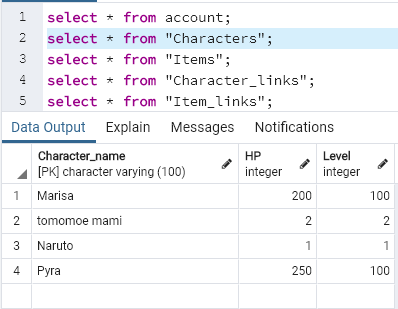 1 select * from account;
2 select * from "Characters";
3 select * from "Items";
4 select * from "Character_links";
5 select * from "Item_links";
Data Output Explain Messages Notifications
Character_name HP Level
[PK] character varying (100) integer integer
1 Marisa 200 100
2 tomomoe mami 2 2
3 Naruto 1 1
4 Pyra 250 100